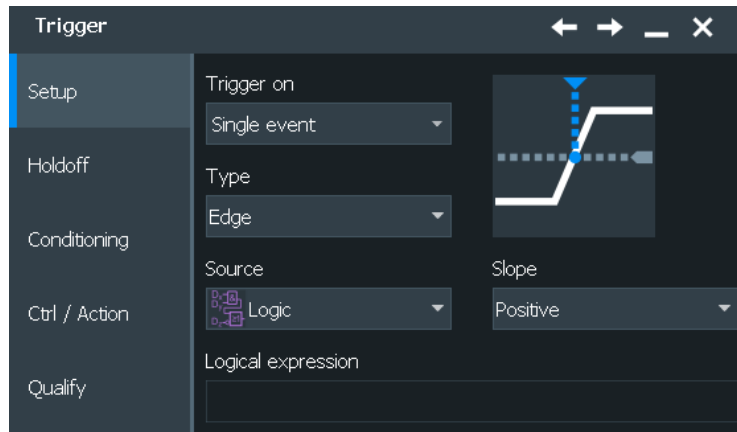 Trigger
Setup
Holdoff
Conditioning
Ctrl / Action
Qualify
Trigger on
Single event
Type
Edge
Source
Slope
Logic
Positive
Logical expression